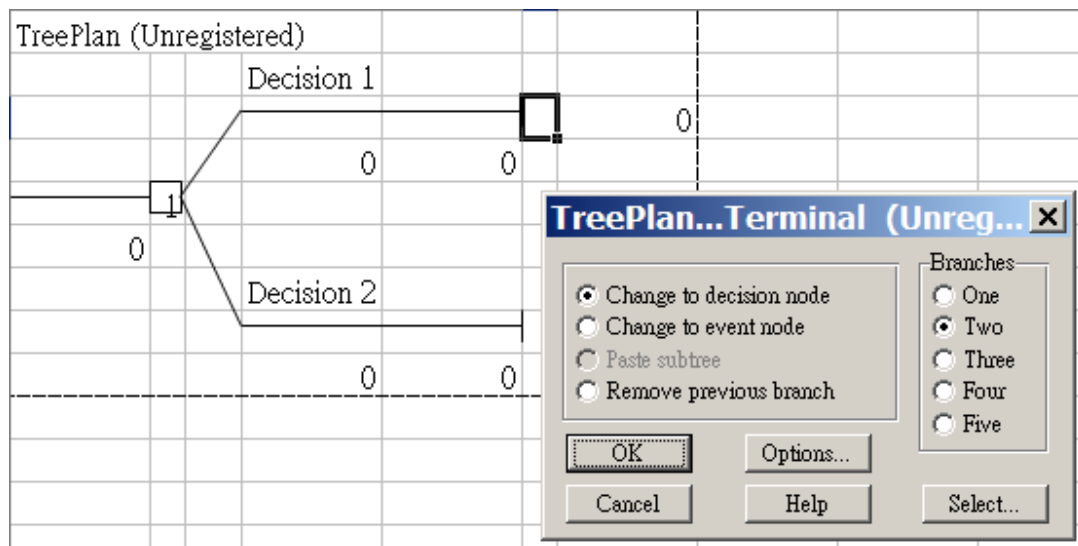 TreePlan (Unregistered)
Decision 1
0
0 0
1
0
Decision 2
0 0
TreePlan...Terminal (Unreg...
Change to decision node
Change to event node
Paste subtree
Remove previous branch
Branches
One
Two
Three
Four
Five
OK Options...
Cancel Help Select...